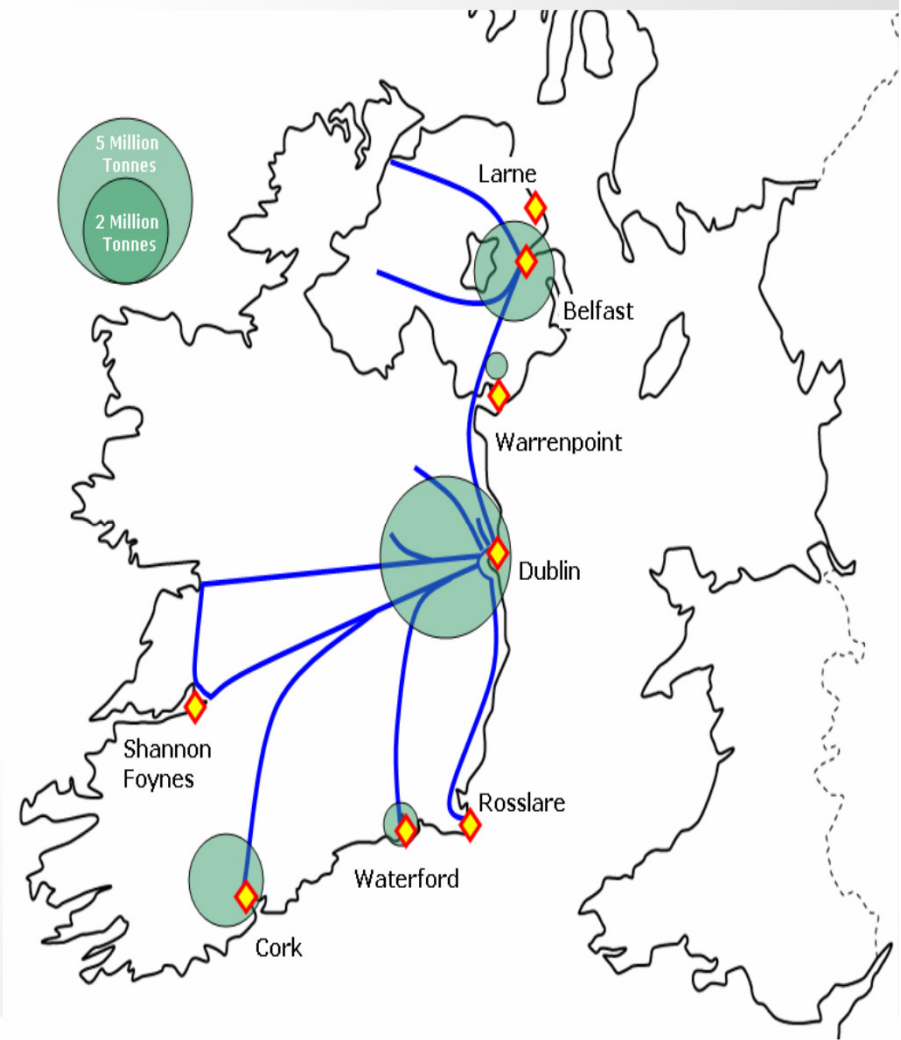 5 Million
Tonnes
2 Million
Tonnes
Larne
Belfast
Warrenpoint
Dublin
Shannon
Foynes
Rosslare
Waterford
Cork